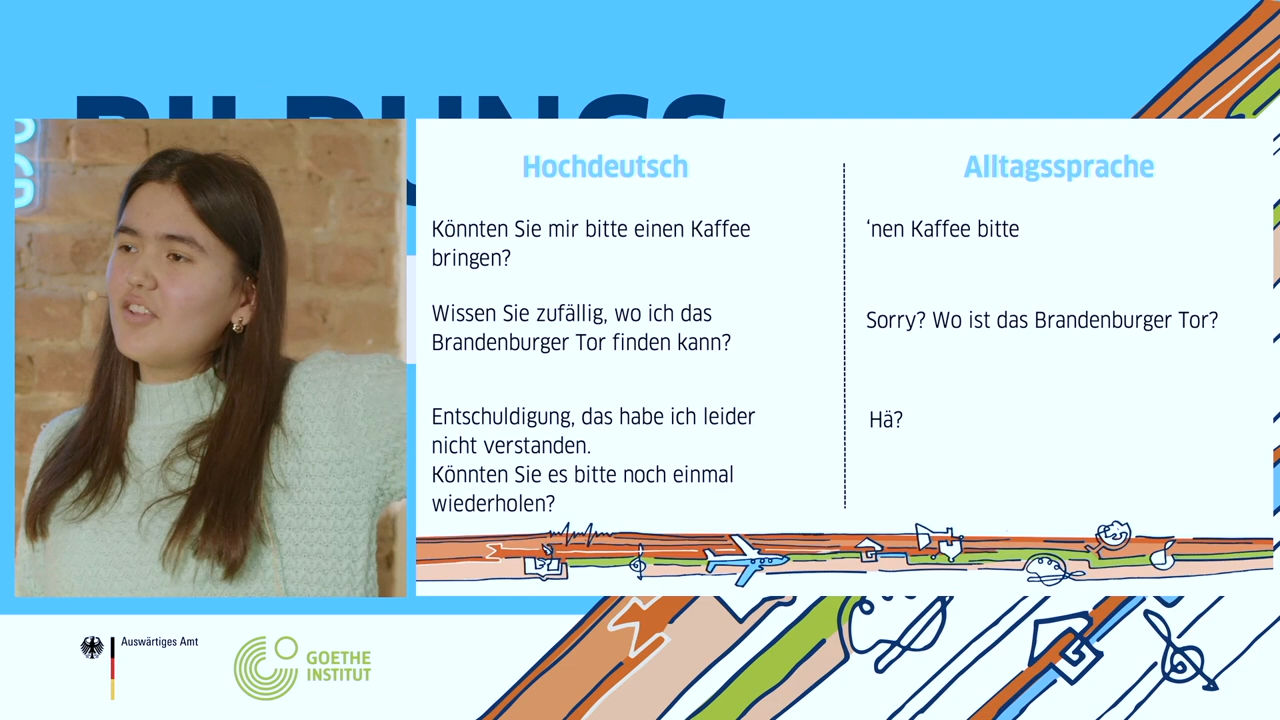 BILDUNGS
Hochdeutsch
Alltagssprache
Könnten Sie mir bitte einen Kaffee
bringen?
‘nen Kaffee bitte
Wissen Sie zufällig, wo ich das
Brandenburger Tor finden kann?
Sorry? Wo ist das Brandenburger Tor?
Entschuldigung, das habe ich leider
nicht verstanden.
Könnten Sie es bitte noch einmal
wiederholen?
Hä?
Auswärtiges Amt
GOETHE
INSTITUT